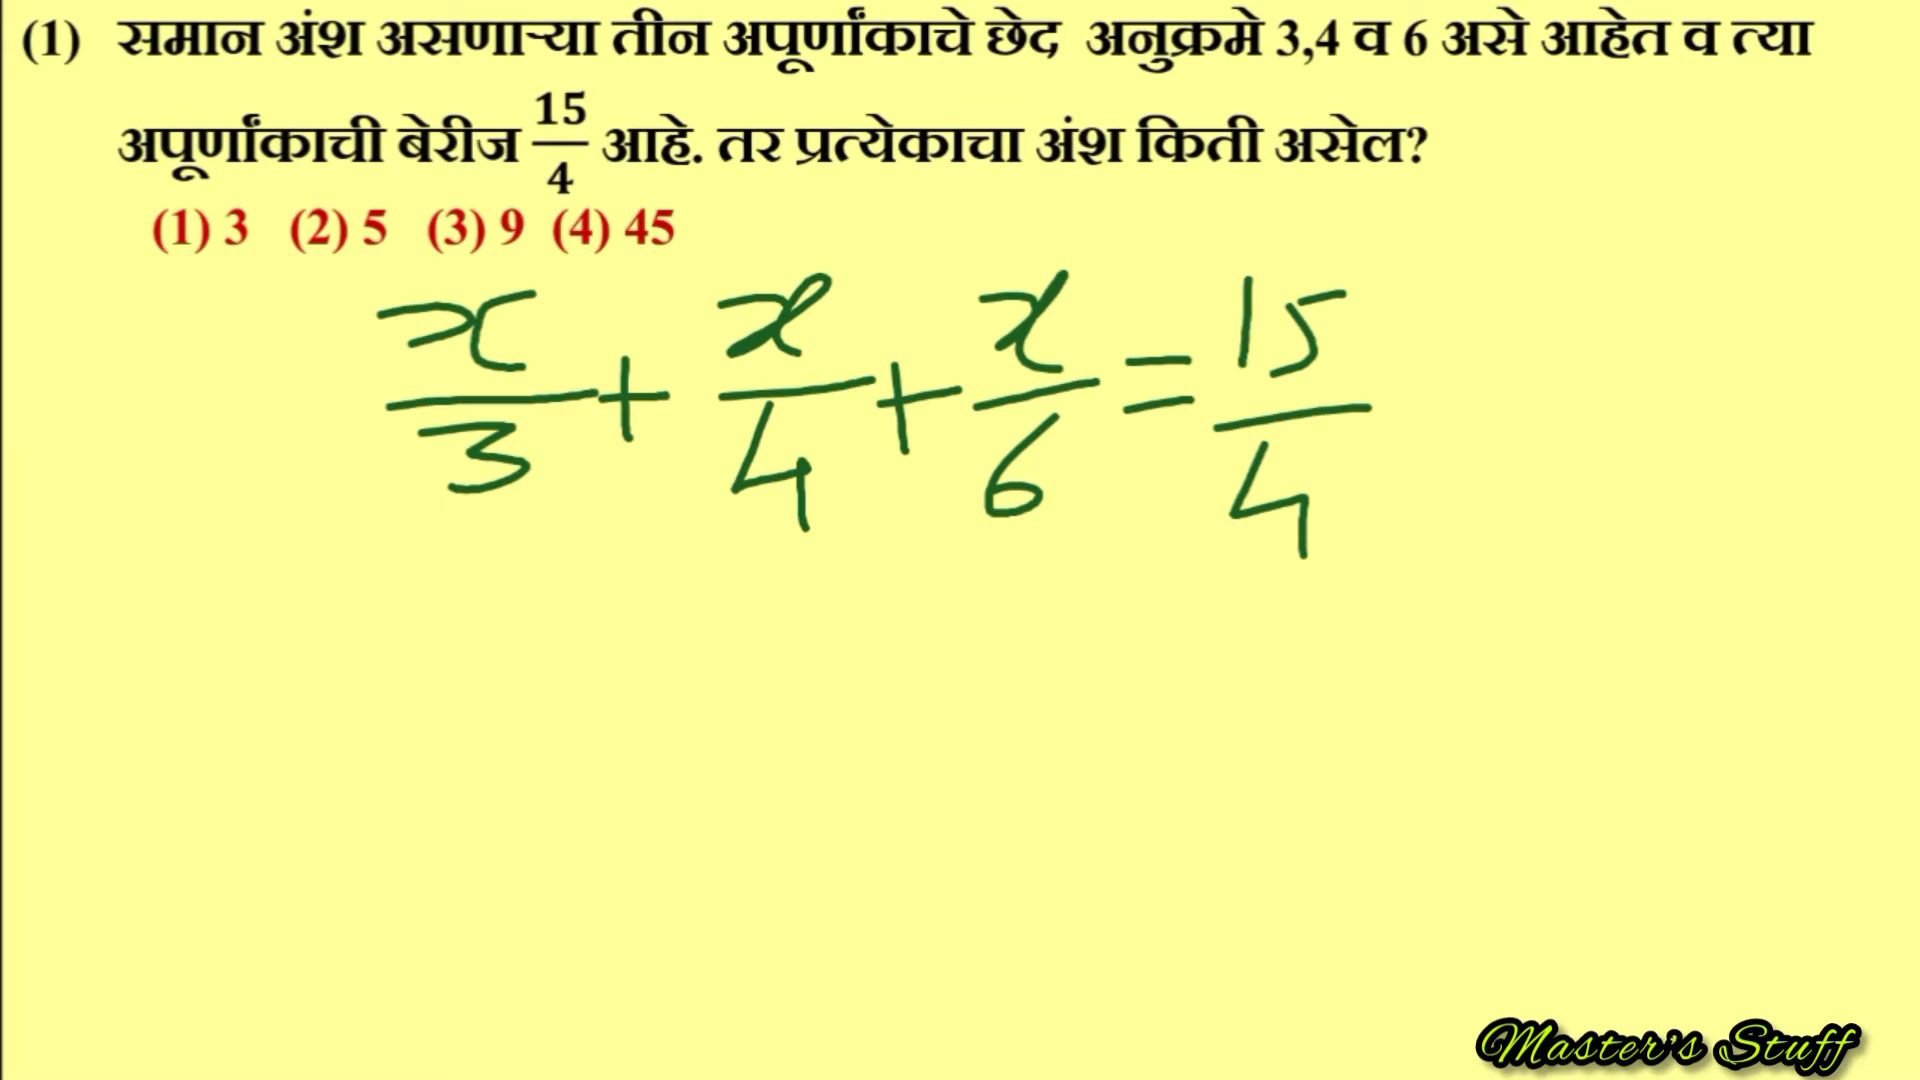 (1) समान अंश असणाऱ्या तीन अपूर्णांकाचे छेद अनुक्रमे 3,4 व 6 असे आहेत व त्या
अपूर्णांकाची बेरीज 15/4 आहे. तर प्रत्येकाचा अंश किती असेल?
(1) 3 (2) 5 (3) 9 (4) 45
x/3 + x/4 + x/6 = 15/4
Master's Stuff